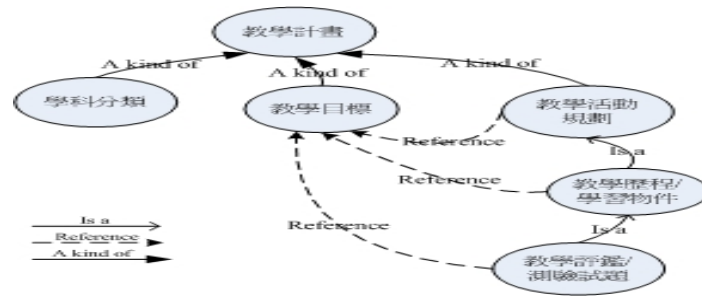 教學計畫
A kind of
A kind of
A kind of
學科分類
教學目標
教學活動
規劃
Reference
Is a
Reference
教學歷程/
學習物件
Is a
Reference
Is a
Reference
A kind of
教學評鑑/
測驗試題